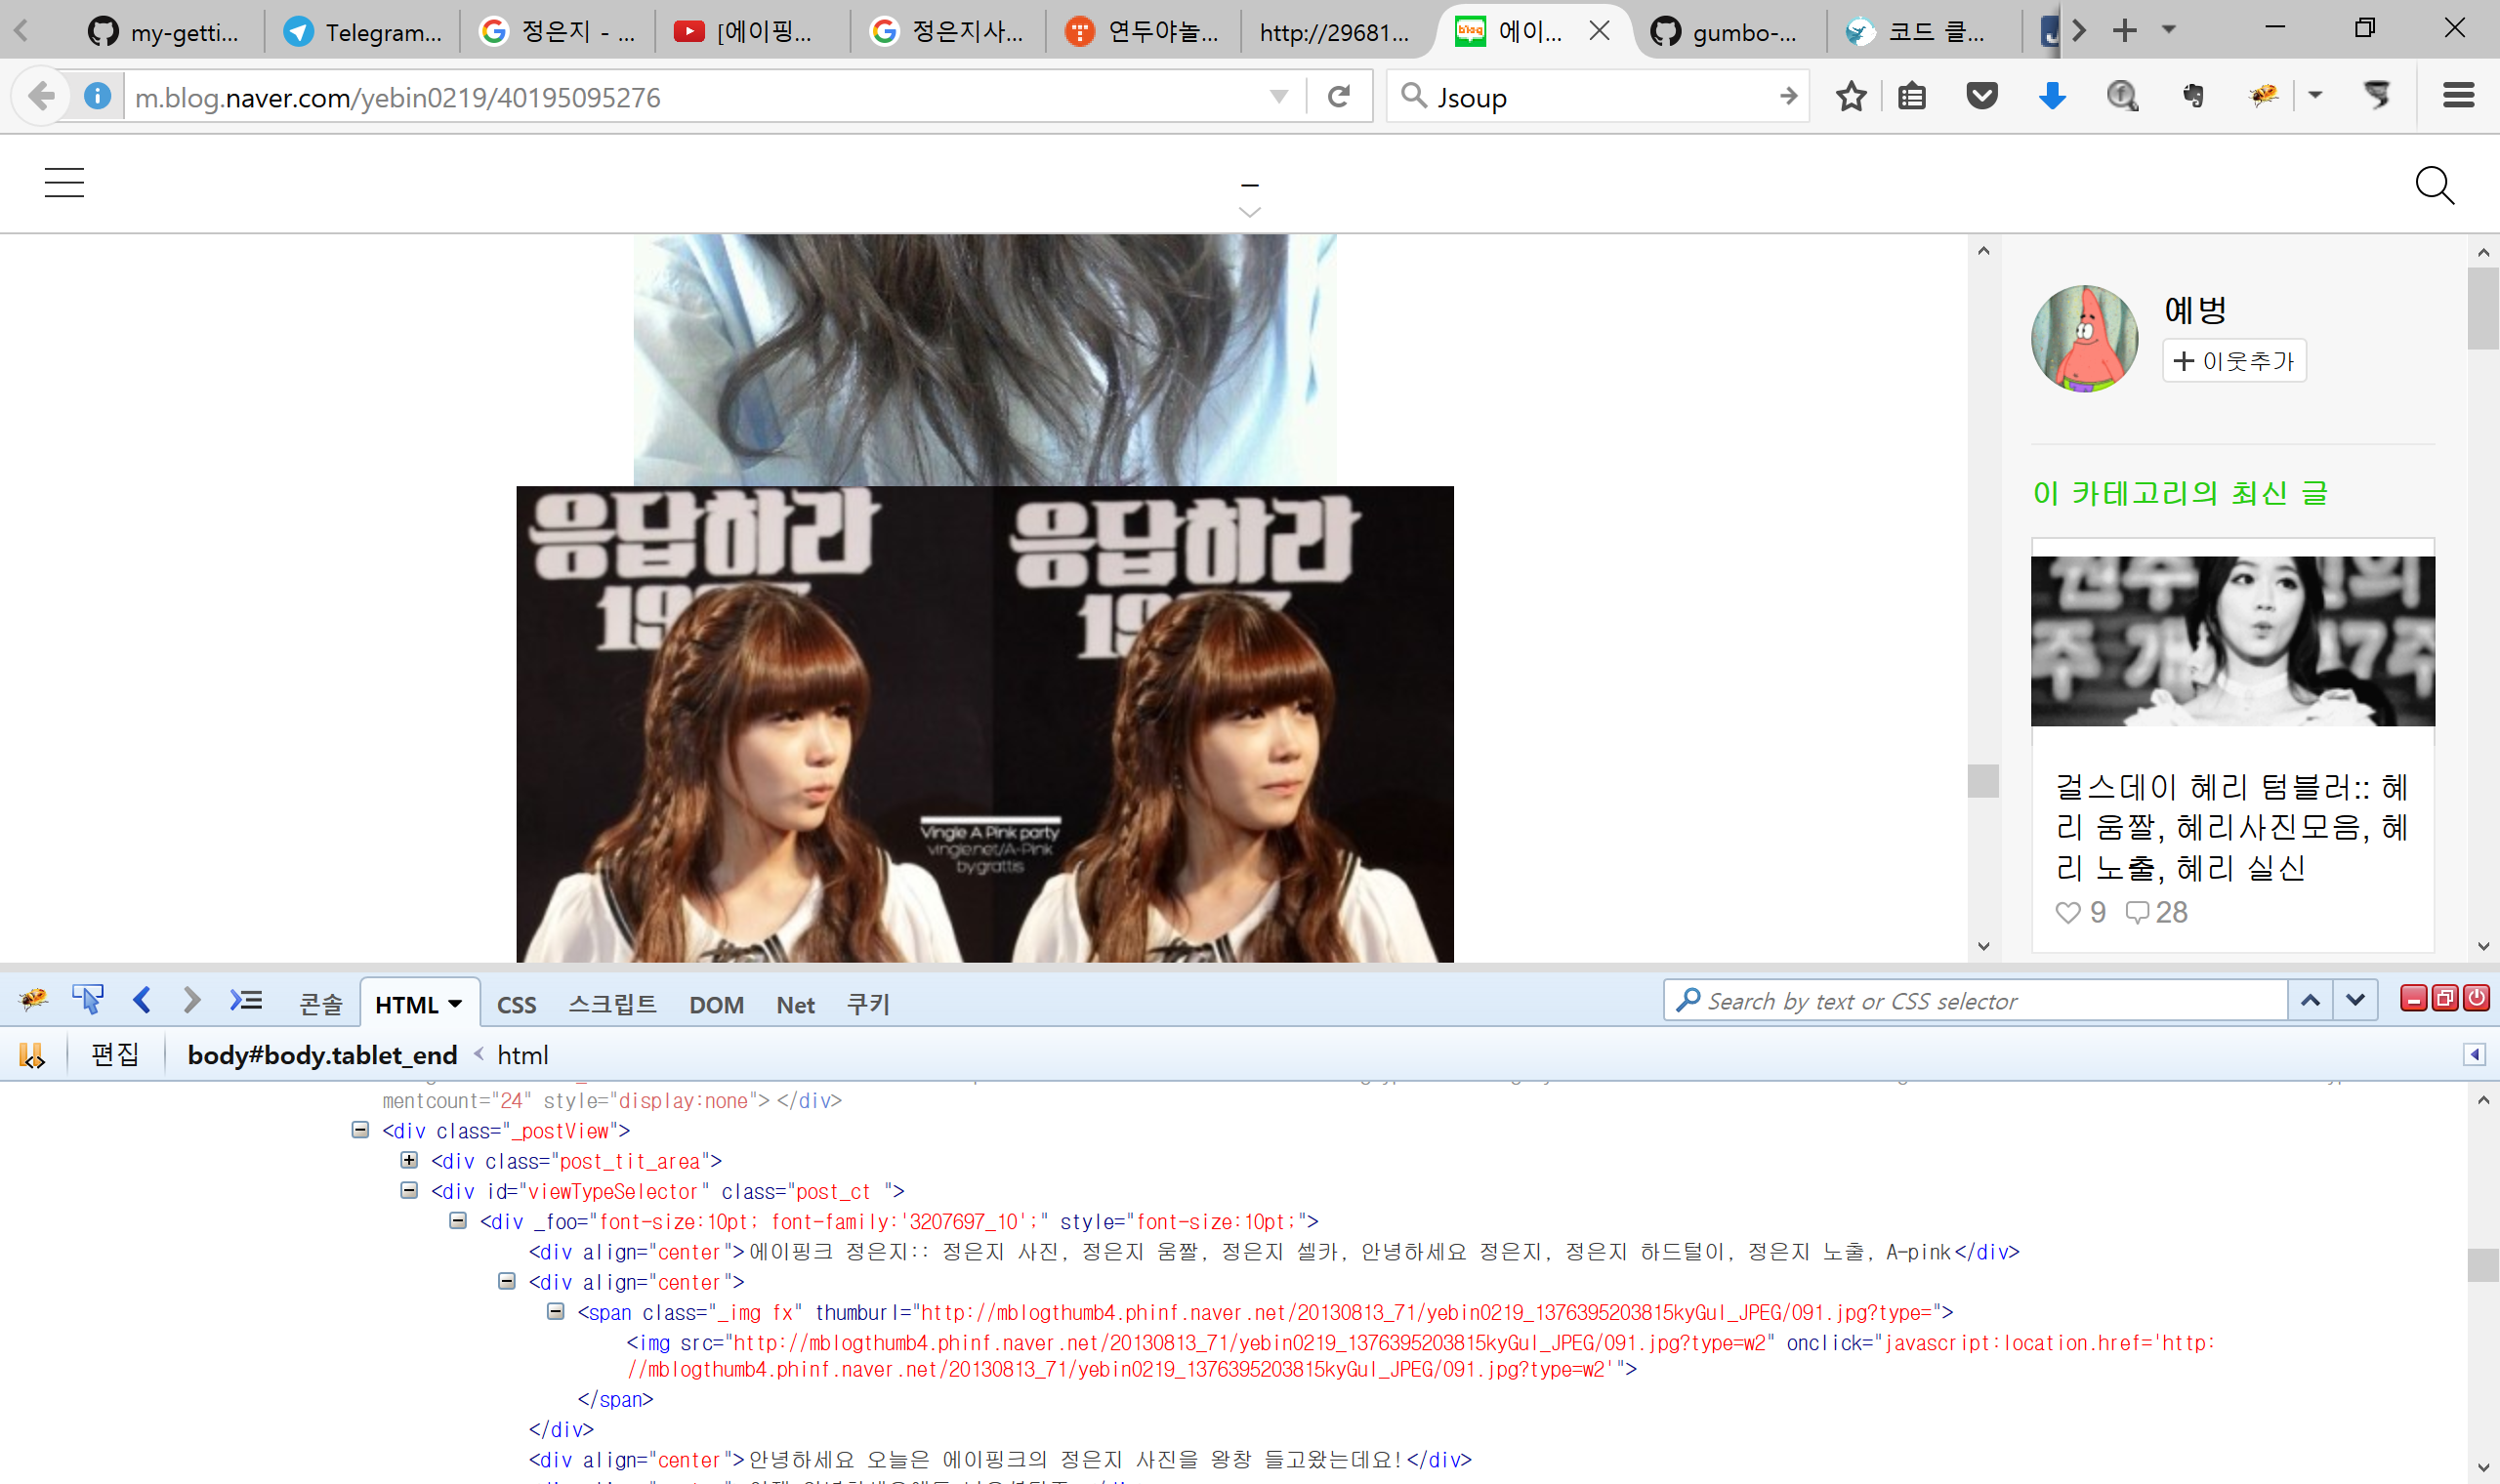 my-getti...
Telegram...
정은지 - ...
[에이핑...
정은지사...
연두야놀...
http://29681...
에이...
gumbo-...
코드 클...
m.blog.naver.com/yebin0219/40195095276
Jsoup
예벙
+ 이웃추가
이 카테고리의 최신 글
응답하라
응답하라
Vingle A Pink party
vingle.net/A-Pink
bygrattis
걸스데이 혜리 텀블러:: 혜
리 움짤, 혜리사진모음, 혜
리 노출, 혜리 실신
9 28
콘솔 HTML CSS 스크립트 DOM Net 쿠키
Search by text or CSS selector
편집 body#body.tablet_end < html
mentcount="24" style="display:none"> </div>
<div class="_postView">
<div class="post_tit_area">
<div id="viewTypeSelector" class="post_ct ">
<div _foo="font-size:10pt; font-family:'3207697_10';" style="font-size:10pt;">
<div align="center">에이핑크 정은지:: 정은지 사진, 정은지 움짤, 정은지 셀카, 안녕하세요 정은지, 정은지 하드털이, 정은지 노출, A-pink</div>
<div align="center">
<span class="_img fx" thumburl="http://mblogthumb4.phinf.naver.net/20130813_71/yebin0219_1376395203815kyGul_JPEG/091.jpg?type=">
<img src="http://mblogthumb4.phinf.naver.net/20130813_71/yebin0219_1376395203815kyGul_JPEG/091.jpg?type=w2" onclick="javascript:location.href='http:
//mblogthumb4.phinf.naver.net/20130813_71/yebin0219_1376395203815kyGul_JPEG/091.jpg?type=w2'">
</span>
</div>
<div align="center">안녕하세요 오늘은 에이핑크의 정은지 사진을 왕창 들고왔는데요!</div>